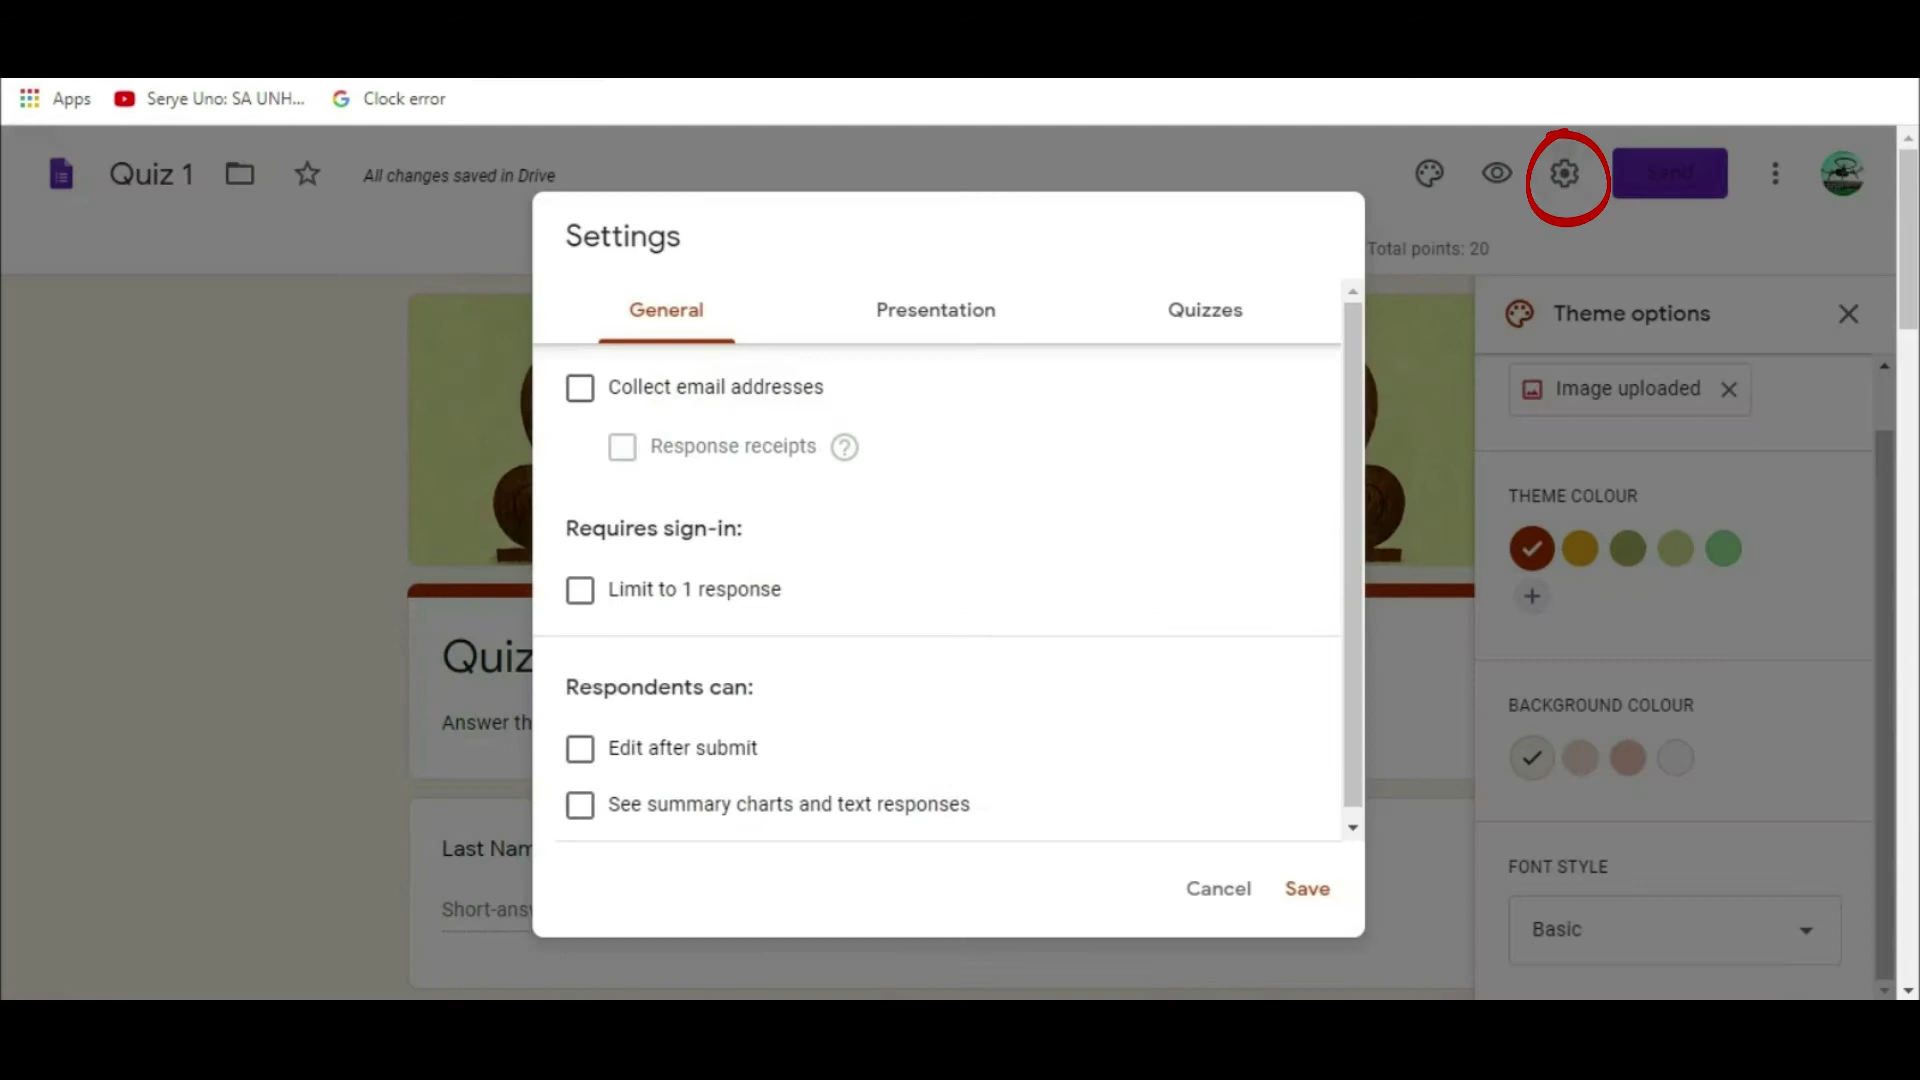 Apps Serye Uno: SA UNH... Clock error
Quiz 1 All changes saved in Drive Send
Total points: 20
Settings
General Presentation Quizzes
Collect email addresses
Response receipts ?
Requires sign-in:
Limit to 1 response
Respondents can:
Edit after submit
See summary charts and text responses
Cancel Save
Quiz
Answer th
Last Nam
Short-ans
Theme options
Image uploaded
THEME COLOUR
BACKGROUND COLOUR
FONT STYLE
Basic